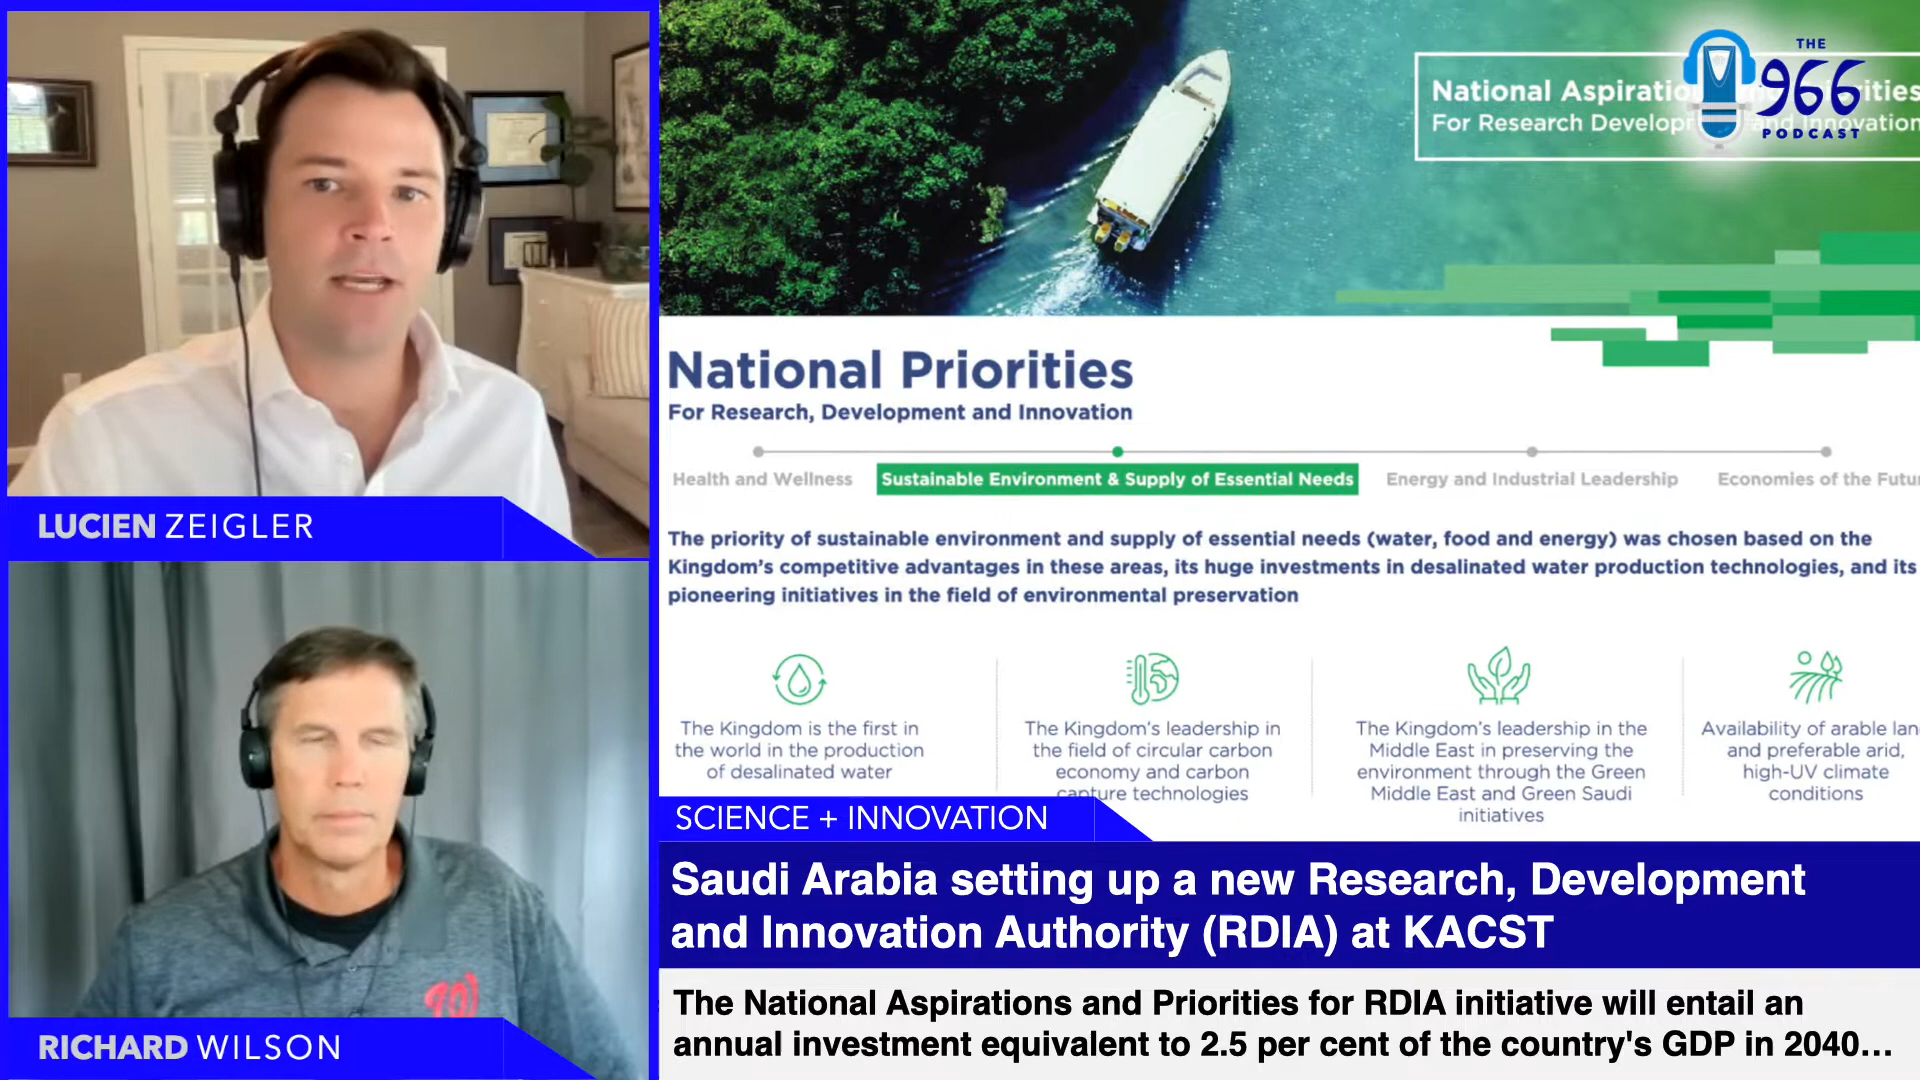 LUCIEN ZEIGLER
RICHARD WILSON
National
For Research
and Innovation
THE
966
PODCAST
National Priorities
For Research, Development and Innovation
Health and Wellness
Sustainable Environment & Supply of Essential Needs
Energy and Industrial Leadership
Economies of the
The priority of sustainable environment and supply of essential needs (water, food and energy) was chosen based on the
Kingdom's competitive advantages in these areas, its huge investments in desalinated water production technologies, and its
pioneering initiatives in the field of environmental preservation
The Kingdom is the first in
the world in the production
of desalinated water
The Kingdom's leadership in
the field of circular carbon
economy and carbon
capture technologies
The Kingdom's leadership in the
Middle East in preserving the
environment through the Green
Middle East and Green Saudi
initiatives
Availability of arable
and preferable arid,
high-UV climate
conditions
SCIENCE + INNOVATION
Saudi Arabia setting up a new Research, Development
and Innovation Authority (RDIA) at KACST
The National Aspirations and Priorities for RDIA initiative will entail an
annual investment equivalent to 2.5 per cent of the country's GDP in 2040...